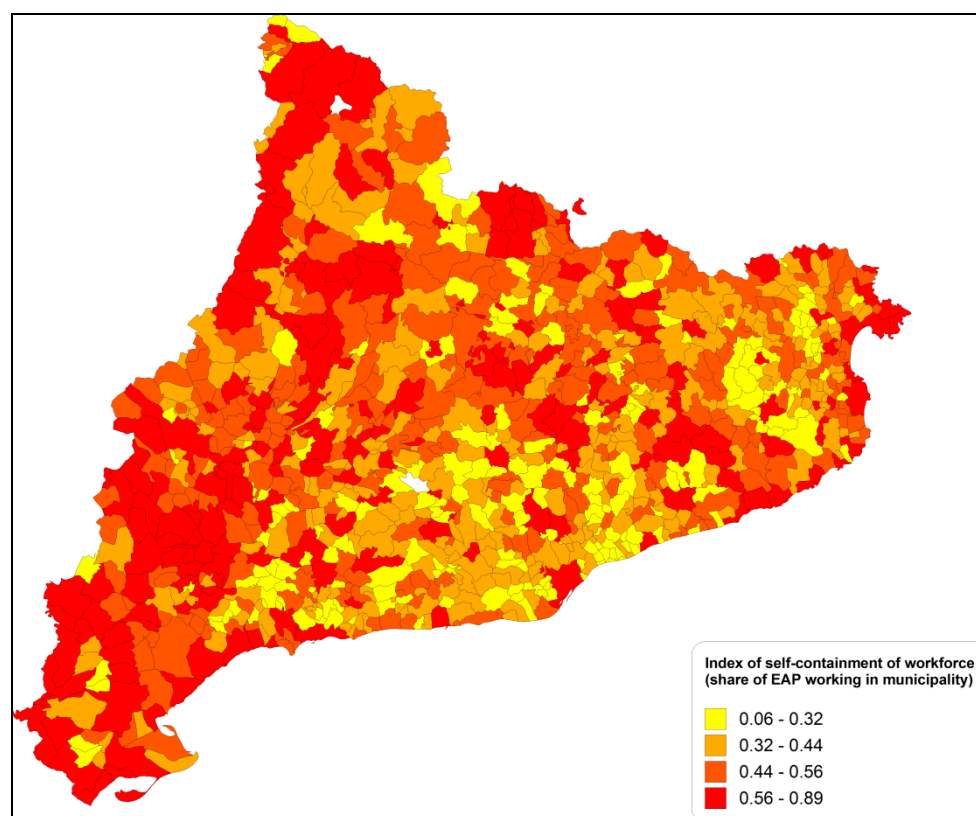 Index of self-containment of workforce
(share of EAP working in municipality)
0.06 - 0.32
0.32 - 0.44
0.44 - 0.56
0.56 - 0.89